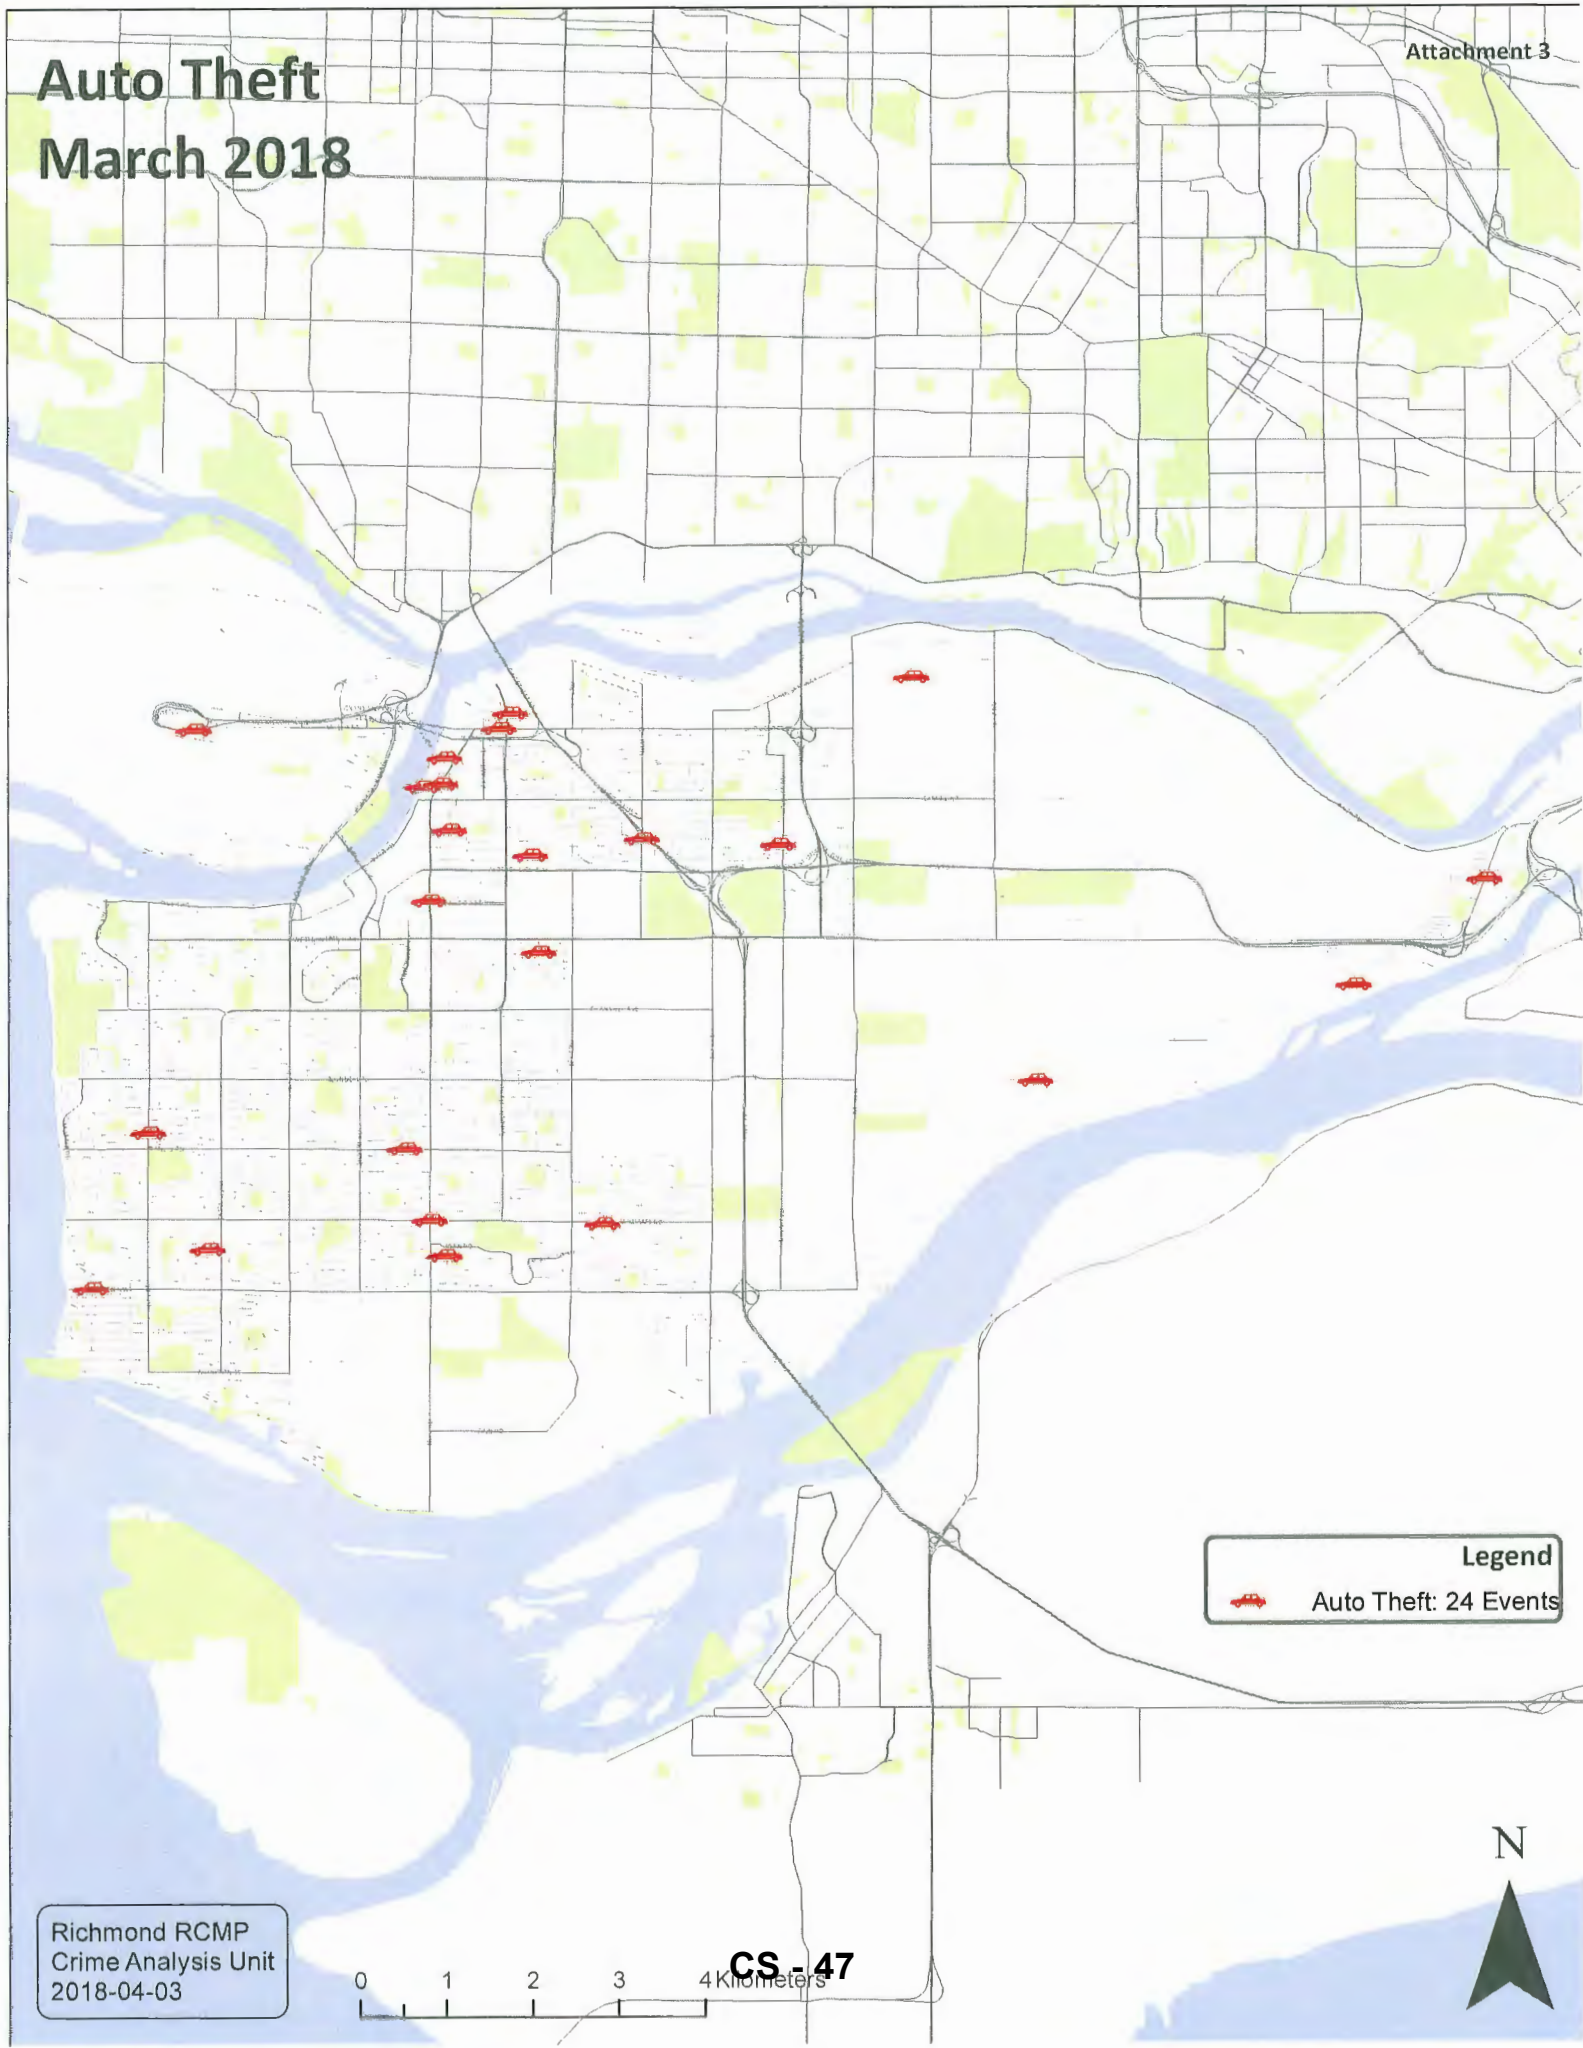 Attachment 3
Auto Theft
March 2018
Legend
Auto Theft: 24 Events
N
Richmond RCMP
Crime Analysis Unit
2018-04-03
0 1 2 3 4 Kilometers
CS - 47